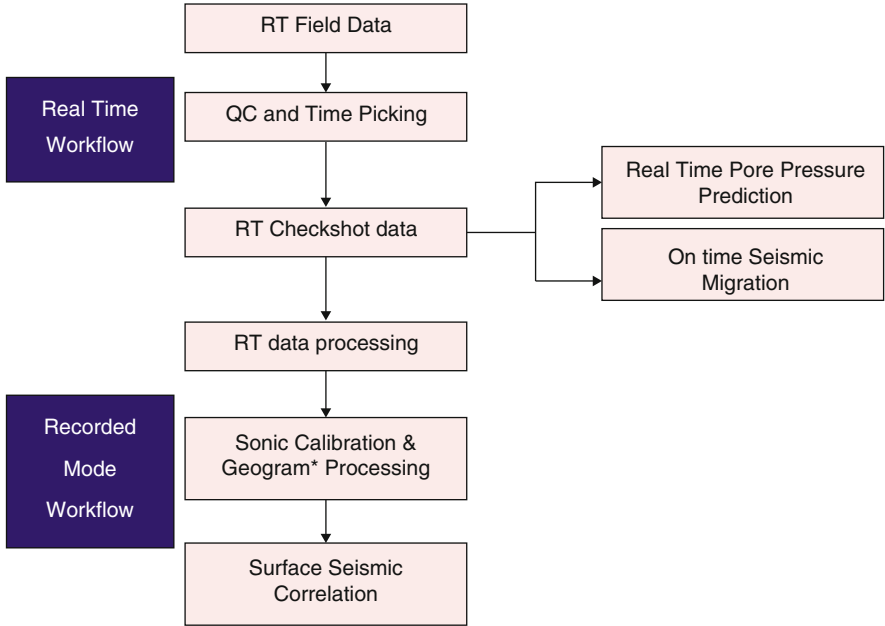 RT Field Data
Real Time
Workflow
QC and Time Picking
Real Time Pore Pressure
Prediction
RT Checkshot data
On time Seismic
Migration
RT data processing
Recorded
Mode
Workflow
Sonic Calibration &
Geogram* Processing
Surface Seismic
Correlation